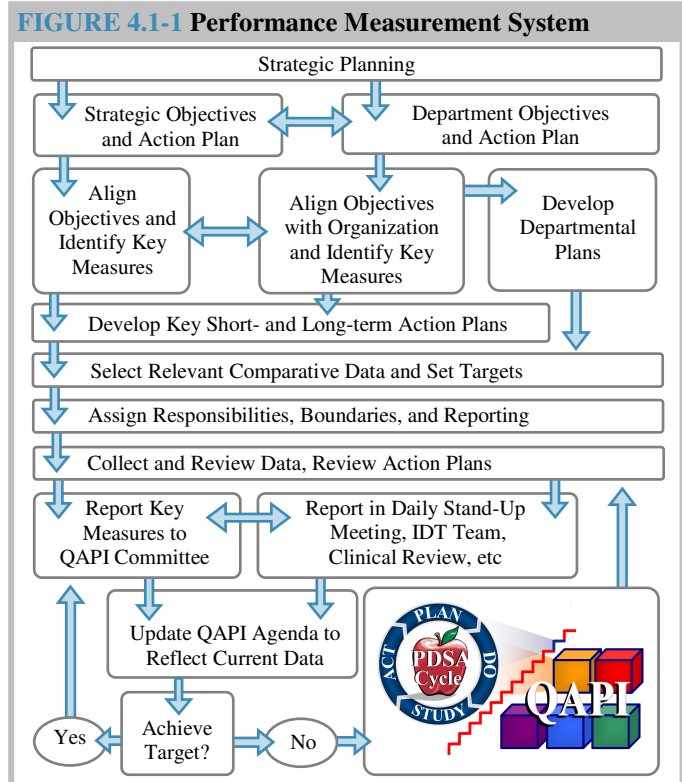 FIGURE 4.1-1 Performance Measurement System
Strategic Planning
Strategic Objectives
and Action Plan
Department Objectives
and Action Plan
Align
Objectives and
Identify Key
Measures
Align Objectives
with Organization
and Identify Key
Measures
Develop
Departmental
Plans
Develop Key Short- and Long-term Action Plans
Select Relevant Comparative Data and Set Targets
Assign Responsibilities, Boundaries, and Reporting
Collect and Review Data, Review Action Plans
Report Key
Measures to
QAPI Committee
Report in Daily Stand-Up
Meeting, IDT Team,
Clinical Review, etc
Update QAPI Agenda to
Reflect Current Data
PLAN
DO
STUDY
ACT
PDSA
Cycle
QAPI
Yes
Achieve
Target?
No